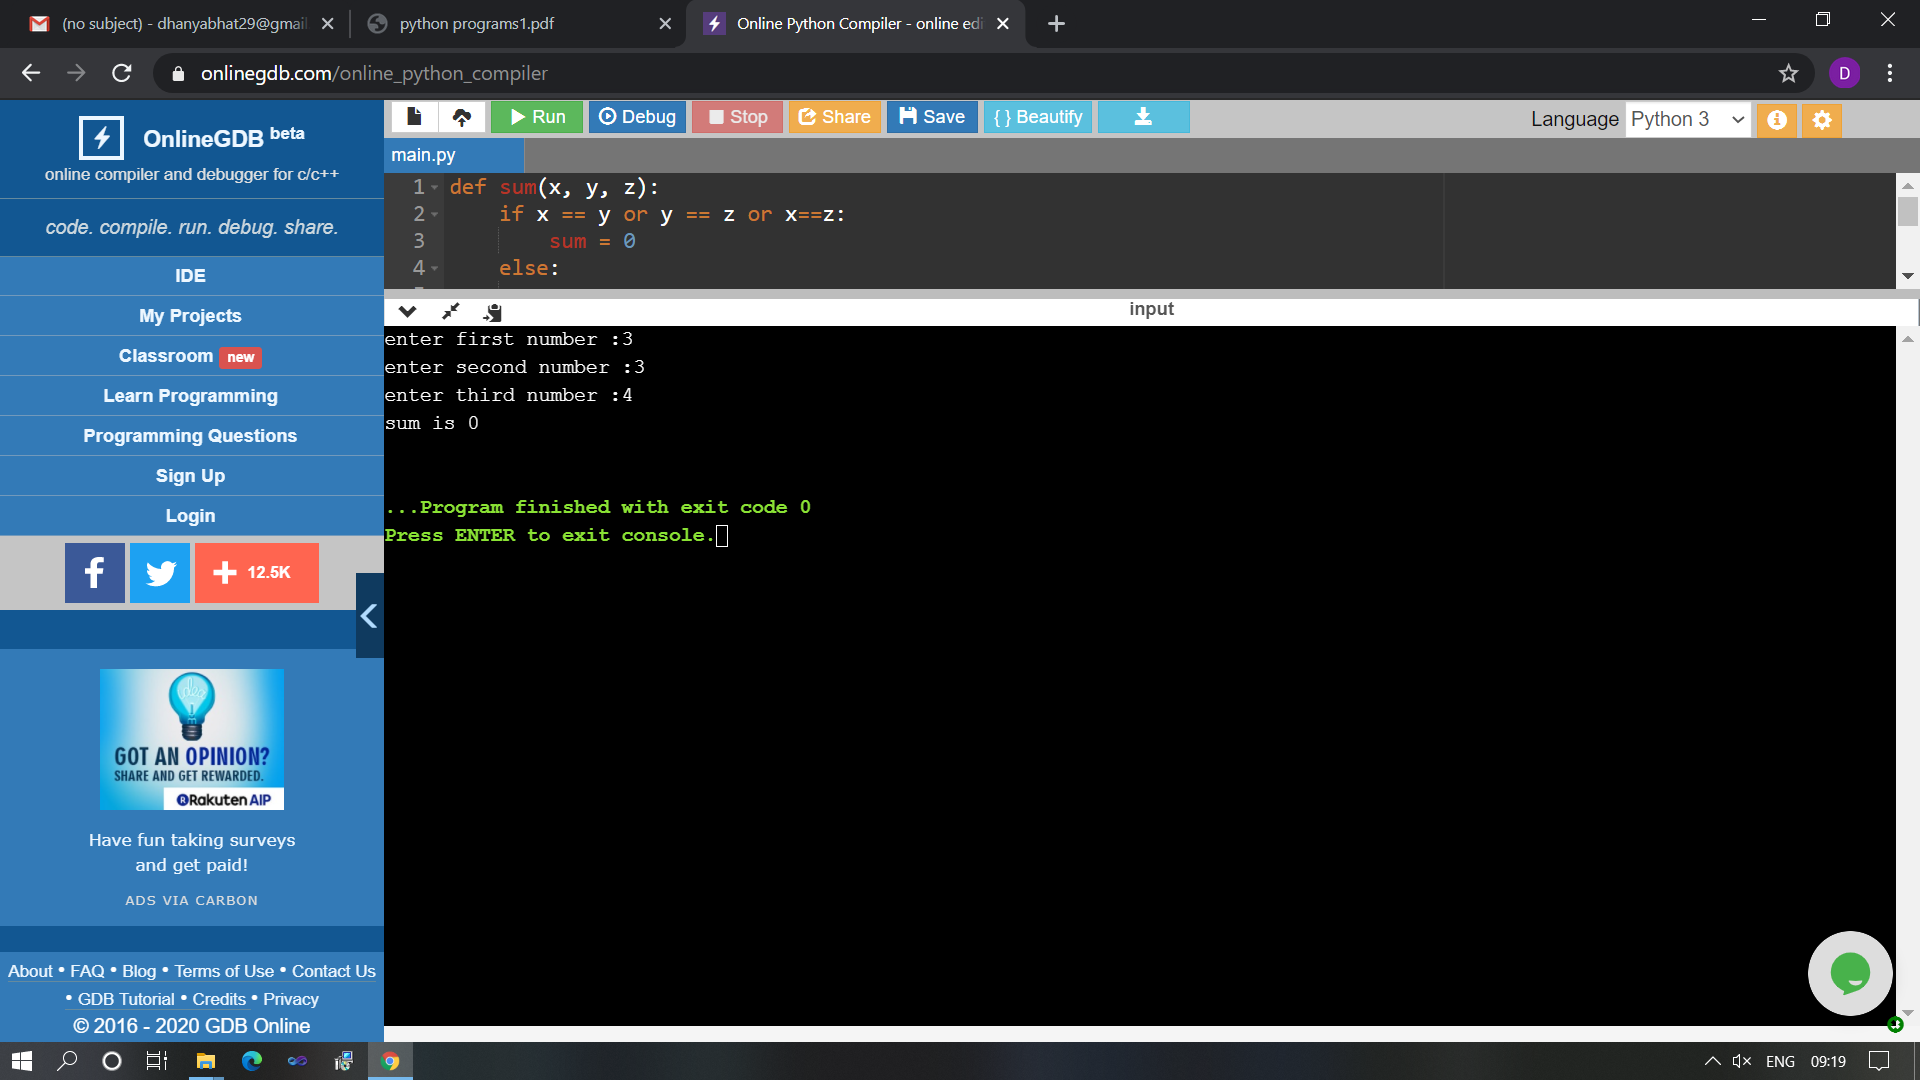 (no subject) - dhanyabhat29@gmail
python programs1.pdf
Online Python Compiler - online edi
onlinegdb.com/online_python_compiler
D
OnlineGDB beta
online compiler and debugger for c/c++
code. compile. run. debug. share.
IDE
My Projects
Classroom new
Learn Programming
Programming Questions
Sign Up
Login
f
+ 12.5K
idea
GOT AN OPINION?
SHARE AND GET REWARDED.
Rakuten AIP
Have fun taking surveys
and get paid!
ADS VIA CARBON
About • FAQ • Blog • Terms of Use • Contact Us
• GDB Tutorial • Credits • Privacy
© 2016 - 2020 GDB Online
Run Debug Stop Share Save { } Beautify
Language Python 3
main.py
1 def sum(x, y, z):
2 if x == y or y == z or x==z:
3 sum = 0
4 else:
input
enter first number :3
enter second number :3
enter third number :4
sum is 0
...Program finished with exit code 0
Press ENTER to exit console.
ENG 09:19